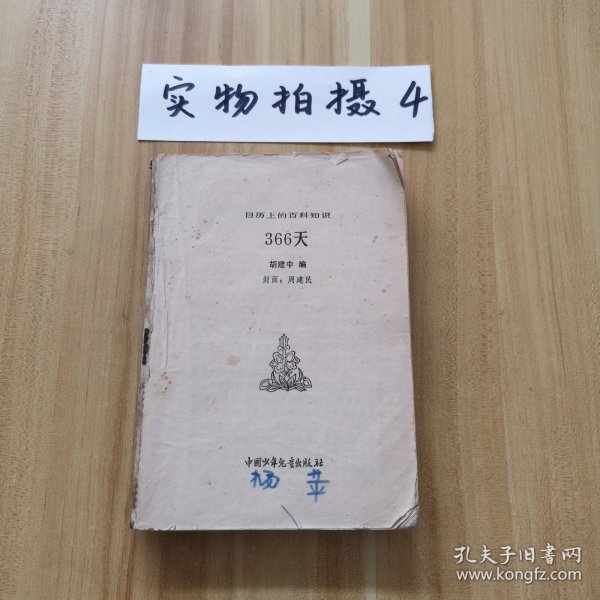 实物拍摄4
日历上的百科知识
366天
胡建中 编
封面：周建民
中国少年儿童出版社
杨 苹
孔夫子旧书网
www.kongfz.com